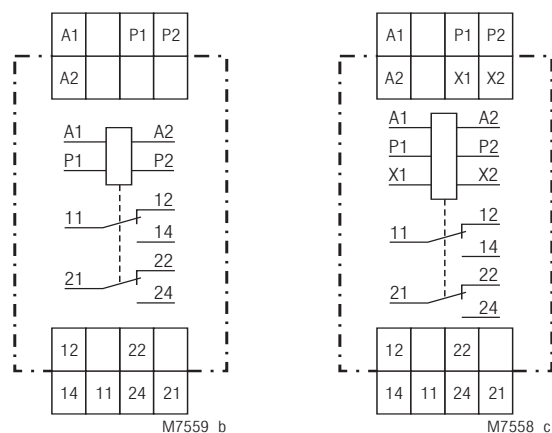 A1 P1 P2
A2
A1 A2
P1 P2
12
11
14
22
21
24
12 22
14 11 24 21
M7559_b
A1 P1 P2
A2 X1 X2
A1 A2
P1 P2
X1 X2
12
11
14
22
21
24
12 22
14 11 24 21
M7558_c